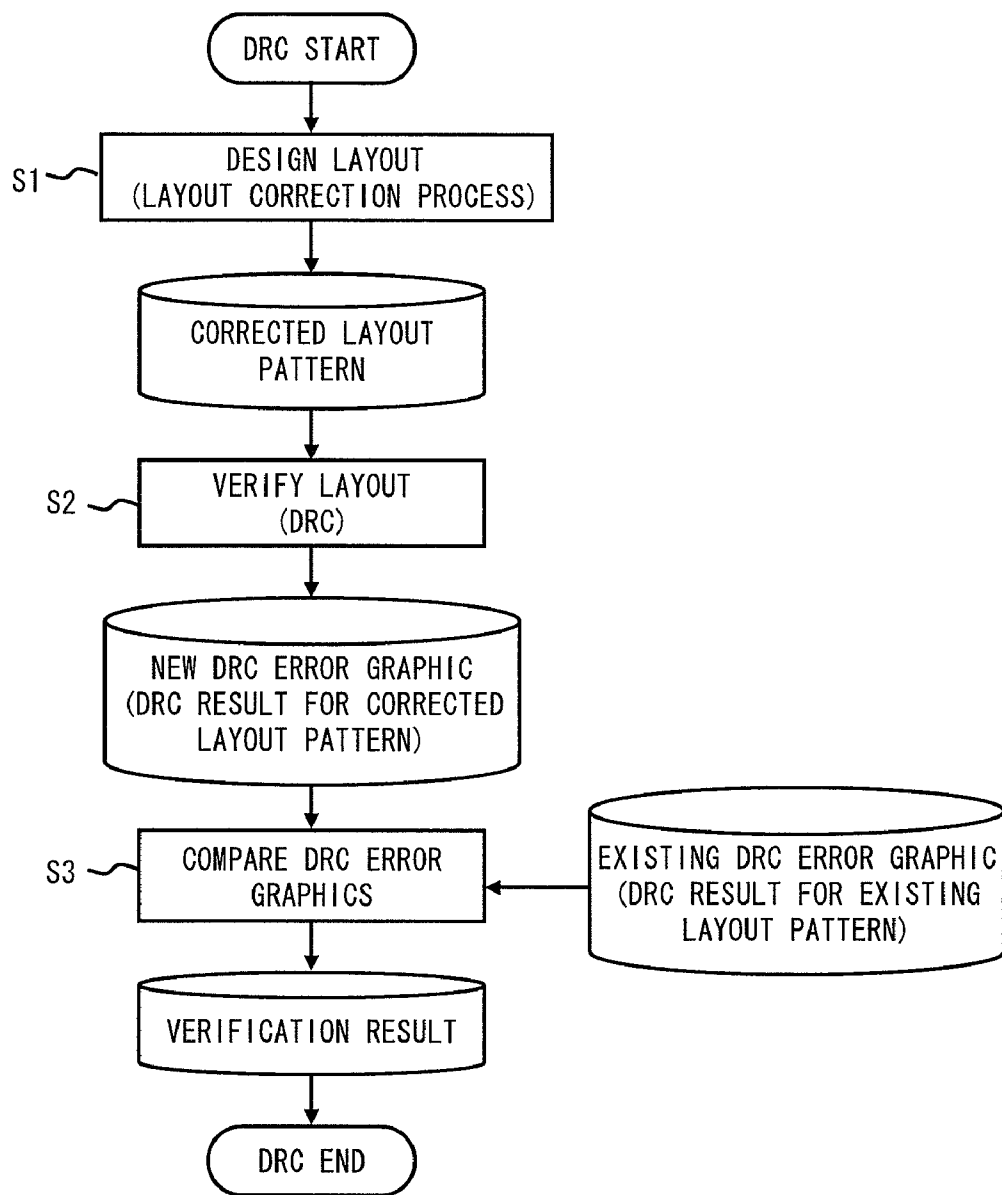 DRC START
S1
DESIGN LAYOUT
(LAYOUT CORRECTION PROCESS)
CORRECTED LAYOUT
PATTERN
S2
VERIFY LAYOUT
(DRC)
NEW DRC ERROR GRAPHIC
(DRC RESULT FOR CORRECTED
LAYOUT PATTERN)
S3
COMPARE DRC ERROR
GRAPHICS
EXISTING DRC ERROR GRAPHIC
(DRC RESULT FOR EXISTING
LAYOUT PATTERN)
VERIFICATION RESULT
DRC END